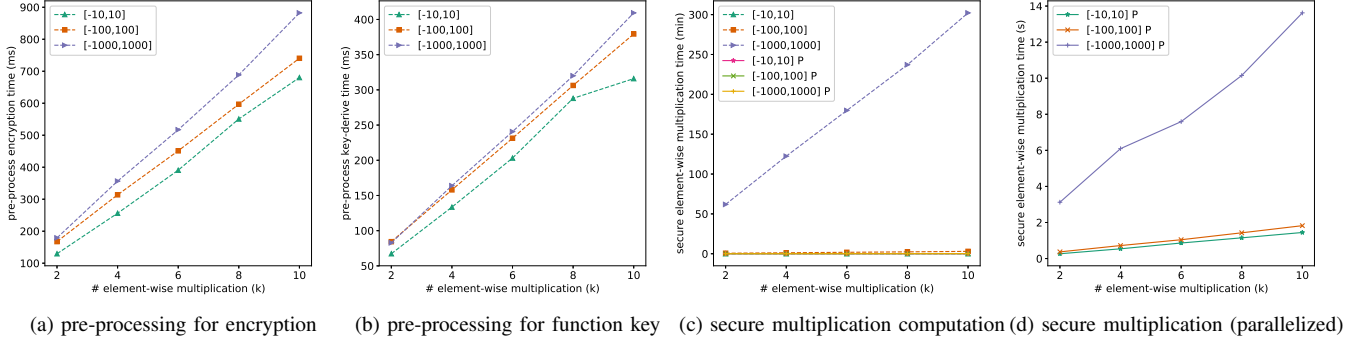 pre-process encryption time (ms)
900
800
700
600
500
400
300
200
100
[-10,10]
[-100,100]
[-1000,1000]
2 4 6 8 10
# element-wise multiplication (k)
(a) pre-processing for encryption
pre-process key-derive time (ms)
400
350
300
250
200
150
100
50
[-10,10]
[-100,100]
[-1000,1000]
2 4 6 8 10
# element-wise multiplication (k)
(b) pre-processing for function key
secure element-wise multiplication time (min)
300
250
200
150
100
50
0
[-10,10]
[-100,100]
[-1000,1000]
[-10,10] P
[-100,100] P
[-1000,1000] P
2 4 6 8 10
# element-wise multiplication (k)
(c) secure multiplication computation
secure element-wise multiplication time (s)
14
12
10
8
6
4
2
0
[-10,10] P
[-100,100] P
[-1000,1000] P
2 4 6 8 10
# element-wise multiplication (k)
(d) secure multiplication (parallelized)